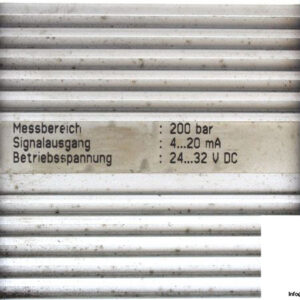 Messbereich : 200 bar
Signalausgang : 4...20 mA
Betriebsspannung : 24...32 V DC